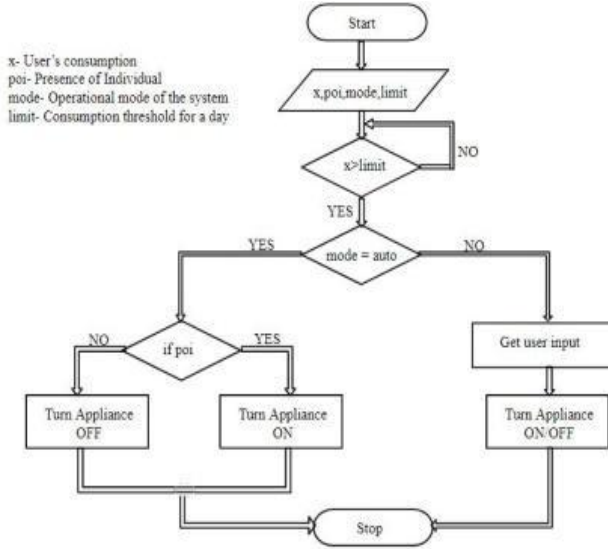 Start
x- User's consumption
poi- Presence of Individual
mode- Operational mode of the system
limit- Consumption threshold for a day
x,poi,mode,limit
NO
x>limit
YES
YES
mode = auto
NO
NO
if poi
YES
Get user input
Turn Appliance
OFF
Turn Appliance
ON
Turn Appliance
ON/OFF
Stop